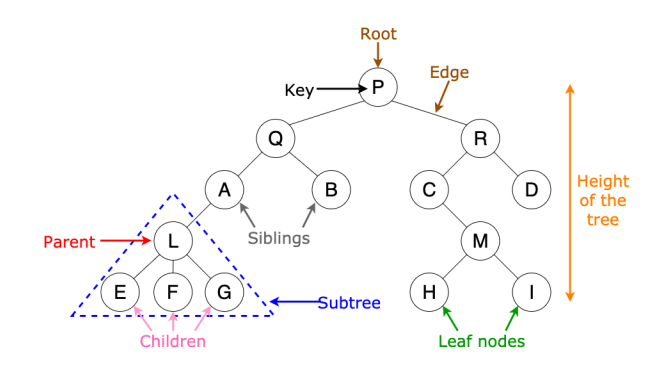 Root
Edge
Key
P
Q
R
A
B
C
D
Height
of the
tree
Siblings
Parent
L
M
E
F
G
H
I
Subtree
Children
Leaf nodes